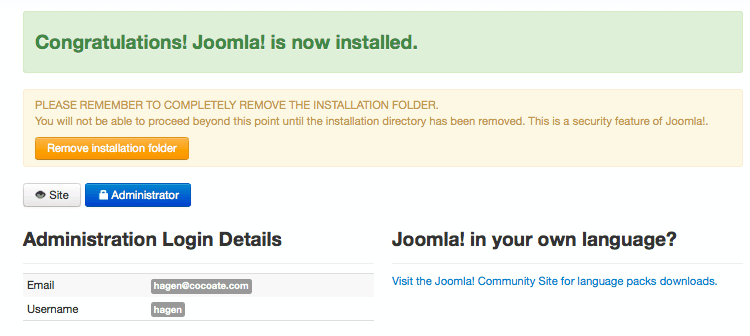 Congratulations! Joomla! is now installed.
PLEASE REMEMBER TO COMPLETELY REMOVE THE INSTALLATION FOLDER.
You will not be able to proceed beyond this point until the installation directory has been removed. This is a security feature of Joomla!.
Remove installation folder
Site
Administrator
Administration Login Details
Email hagen@cocoate.com
Username hagen
Joomla! in your own language?
Visit the Joomla! Community Site for language packs downloads.